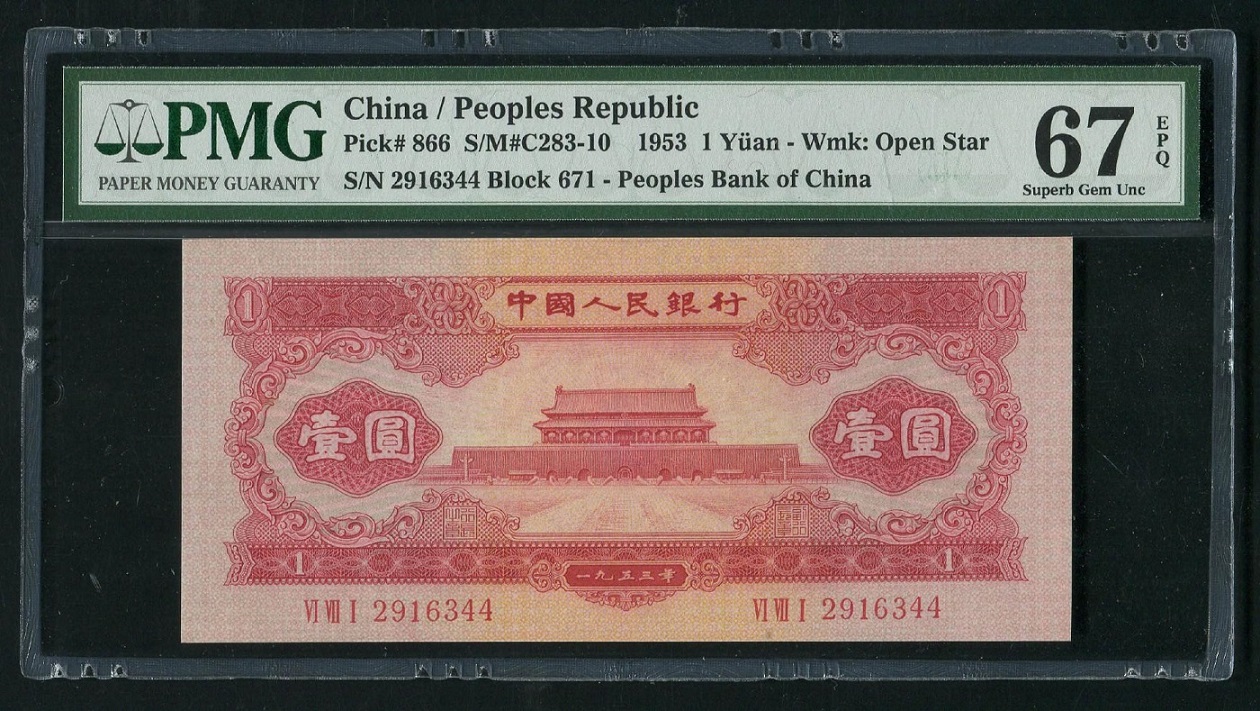 PMG
PAPER MONEY GUARANTY
China / Peoples Republic
Pick# 866 S/M#C283-10 1953 1 Yüan - Wmk: Open Star
S/N 2916344 Block 671 - Peoples Bank of China
67
EPQ
Superb Gem Unc
1 中國人民銀行 1
壹圓 壹圓
1 1
一九五三年
VI VII I 2916344 VI VII I 2916344